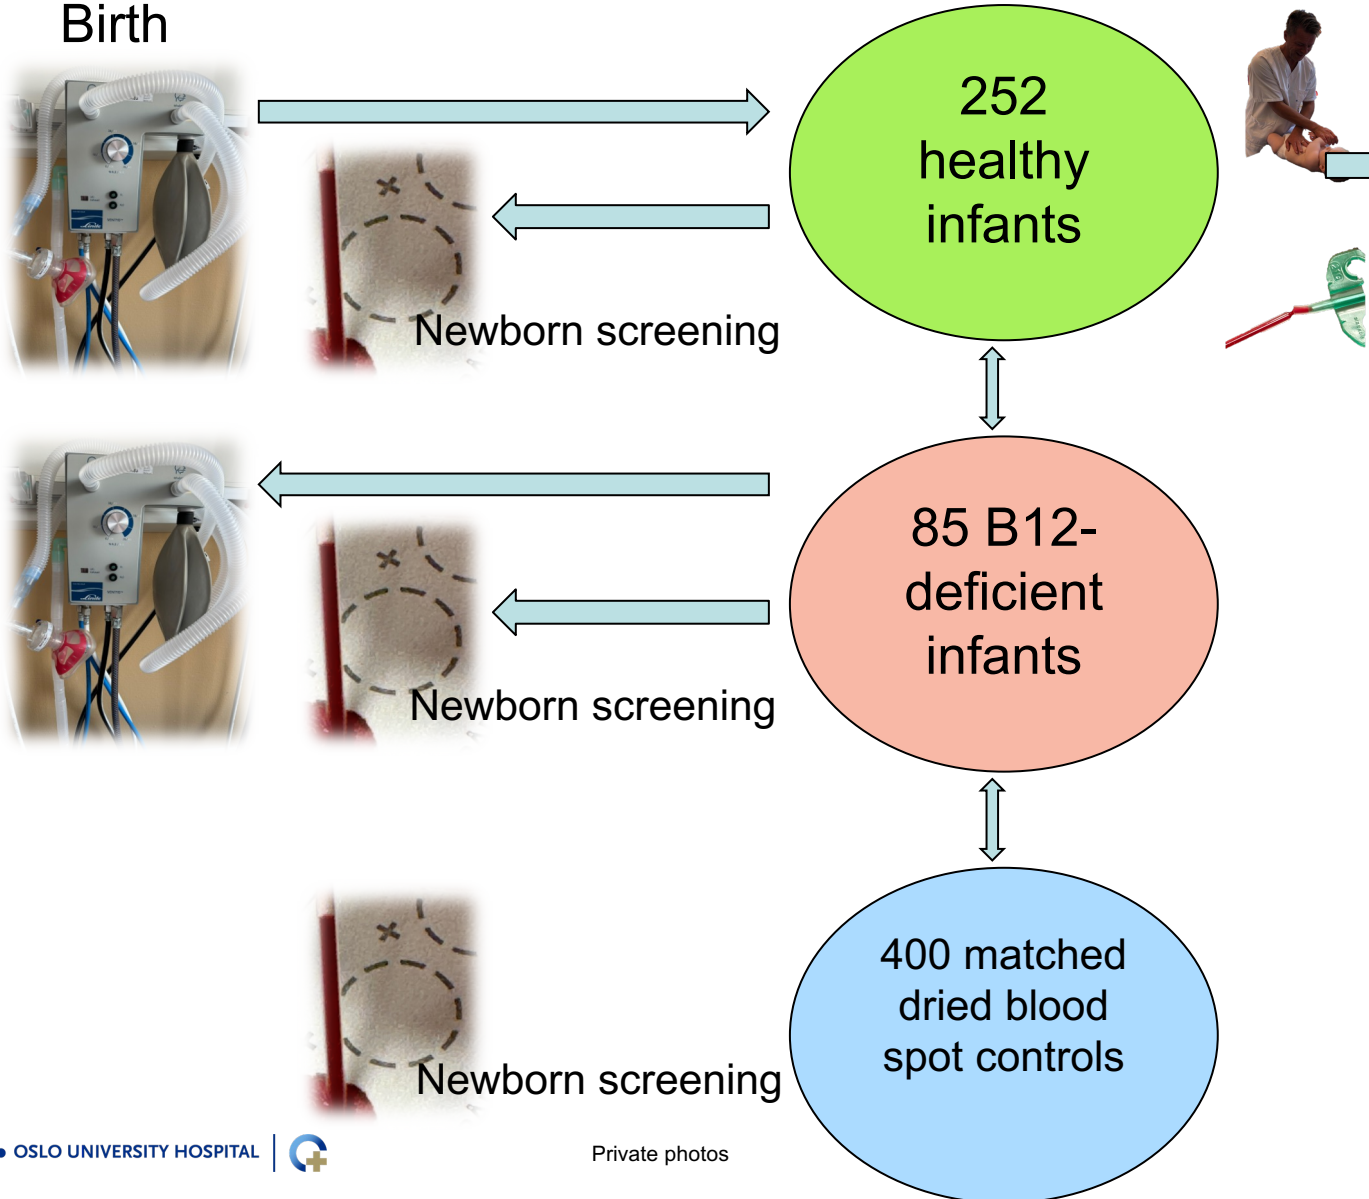 Birth
252
healthy
infants
Newborn screening
85 B12-
deficient
infants
Newborn screening
400 matched
dried blood
spot controls
Newborn screening
OSLO UNIVERSITY HOSPITAL
Private photos